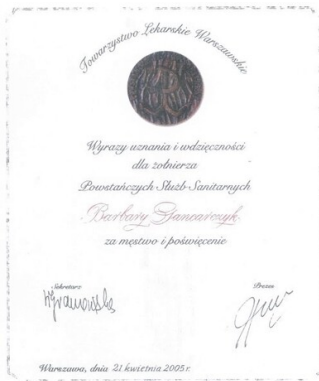 Towarzystwo Lekarskie Warszawskie
Wyrazy uznania i wdzięczności
dla żołnierza
Powstańczych Służb Sanitarnych
Barbary Gancarczyk
za męstwo i poświęcenie
Sekretarz
Prezes
Warszawa, dnia 21 kwietnia 2005 r.